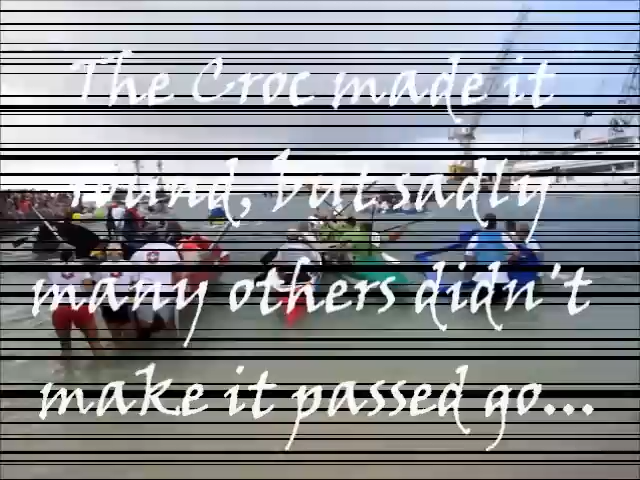 The Croc made it
round, but sadly
many others didn't
make it passed go...